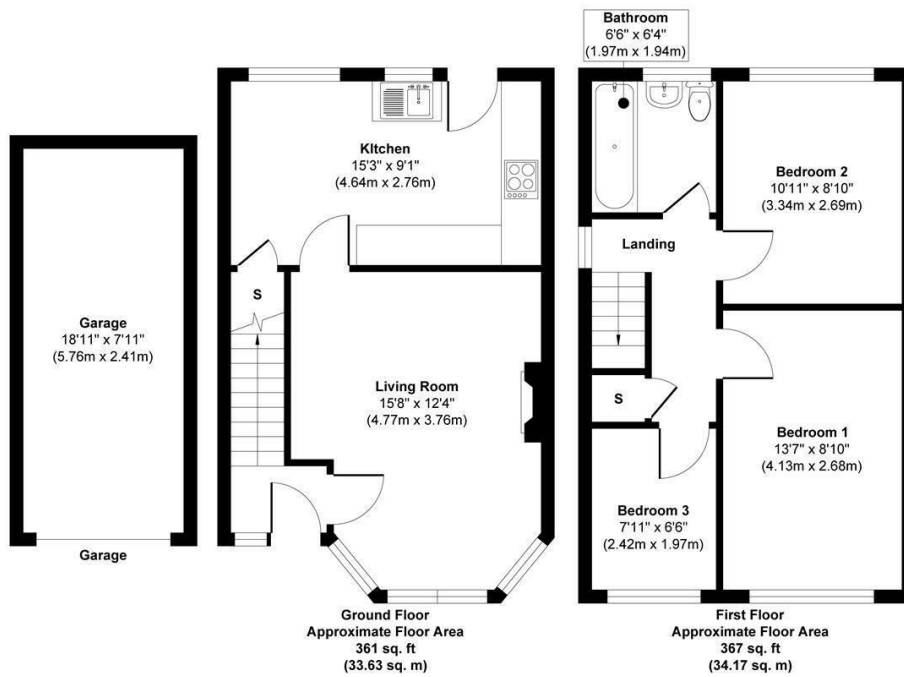 Bathroom
6'6" x 6'4"
(1.97m x 1.94m)
KItchen
15'3" x 9'1"
(4.64m x 2.76m)
Bedroom 2
10'11" x 8'10"
(3.34m x 2.69m)
Landing
S
Garage
18'11" x 7'11"
(5.76m x 2.41m)
Living Room
15'8" x 12'4"
(4.77m x 3.76m)
S
Bedroom 1
13'7" x 8'10"
(4.13m x 2.68m)
Bedroom 3
7'11" x 6'6"
(2.42m x 1.97m)
Garage
Ground Floor
Approximate Floor Area
361 sq. ft
(33.63 sq. m)
First Floor
Approximate Floor Area
367 sq. ft
(34.17 sq. m)